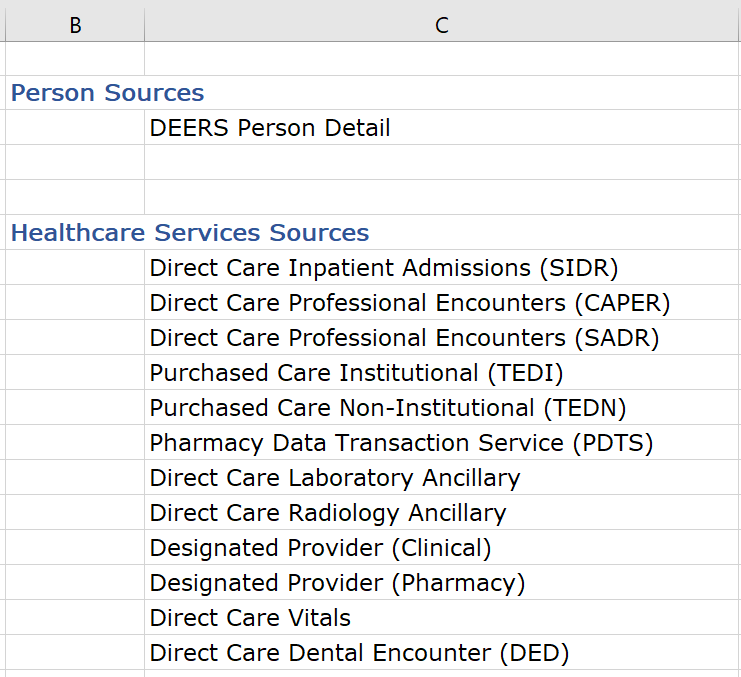 B C
Person Sources
DEERS Person Detail
Healthcare Services Sources
Direct Care Inpatient Admissions (SIDR)
Direct Care Professional Encounters (CAPER)
Direct Care Professional Encounters (SADR)
Purchased Care Institutional (TEDI)
Purchased Care Non-Institutional (TEDN)
Pharmacy Data Transaction Service (PDTS)
Direct Care Laboratory Ancillary
Direct Care Radiology Ancillary
Designated Provider (Clinical)
Designated Provider (Pharmacy)
Direct Care Vitals
Direct Care Dental Encounter (DED)